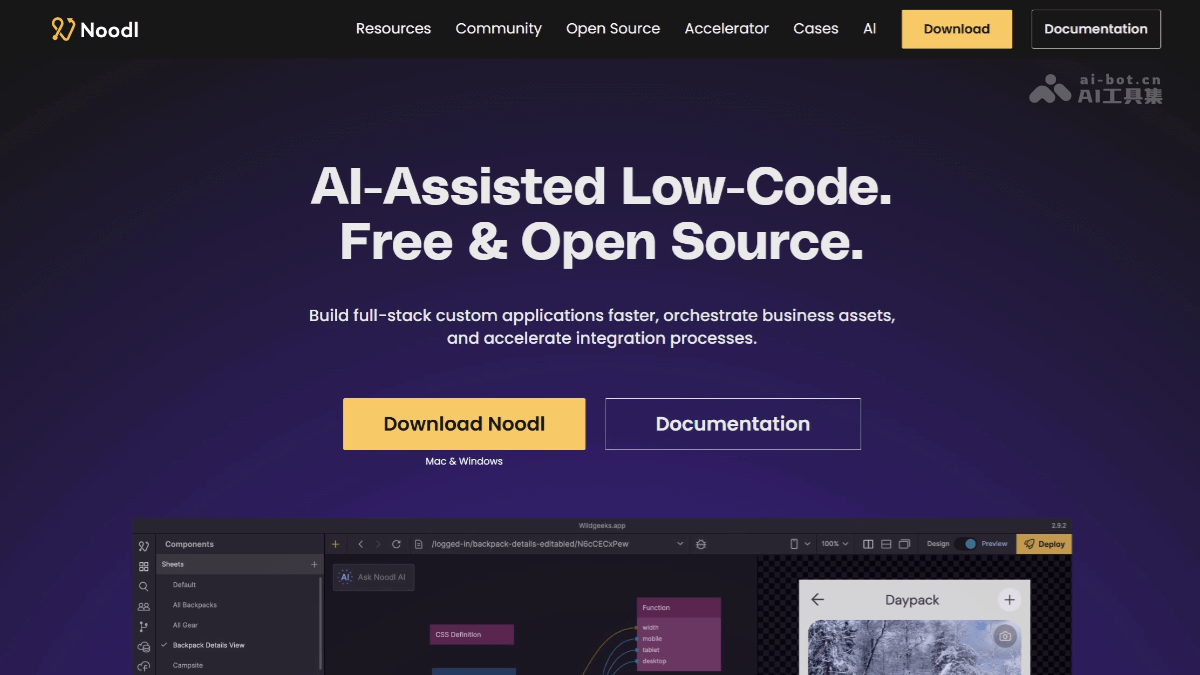 Noodl
Resources Community Open Source Accelerator Cases AI Download Documentation
ai-bot.cn
AI工具集
AI-Assisted Low-Code.
Free & Open Source.
Build full-stack custom applications faster, orchestrate business assets,
and accelerate integration processes.
Download Noodl Documentation
Mac & Windows
Wildgeeks.app 2.9.2
Components /logged-in/backpack-details-editabled/N6cCECxPew 100% Design Preview Deploy
Sheets
Default
AI Ask Noodl AI
All Backpacks
Daypack
Function
All Gear
width
CSS Definition
mobile
Backpack Details View
tablet
desktop
Campsite